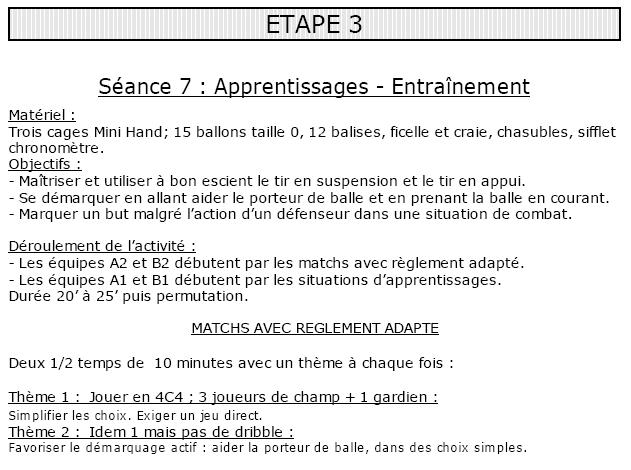 ETAPE 3
Séance 7 : Apprentissages - Entraînement
Matériel :
Trois cages Mini Hand; 15 ballons taille 0, 12 balises, ficelle et craie, chasubles, sifflet
chronomètre.
Objectifs :
- Maîtriser et utiliser à bon escient le tir en suspension et le tir en appui.
- Se démarquer en allant aider le porteur de balle et en prenant la balle en courant.
- Marquer un but malgré l'action d'un défenseur dans une situation de combat.
Déroulement de l'activité :
- Les équipes A2 et B2 débutent par les matchs avec règlement adapté.
- Les équipes A1 et B1 débutent par les situations d'apprentissages.
Durée 20' à 25' puis permutation.
MATCHS AVEC REGLEMENT ADAPTE
Deux 1/2 temps de 10 minutes avec un thème à chaque fois :
Thème 1 : Jouer en 4C4 ; 3 joueurs de champ + 1 gardien :
Simplifier les choix. Exiger un jeu direct.
Thème 2 : Idem 1 mais pas de dribble :
Favoriser le démarquage actif : aider la porteur de balle, dans des choix simples.